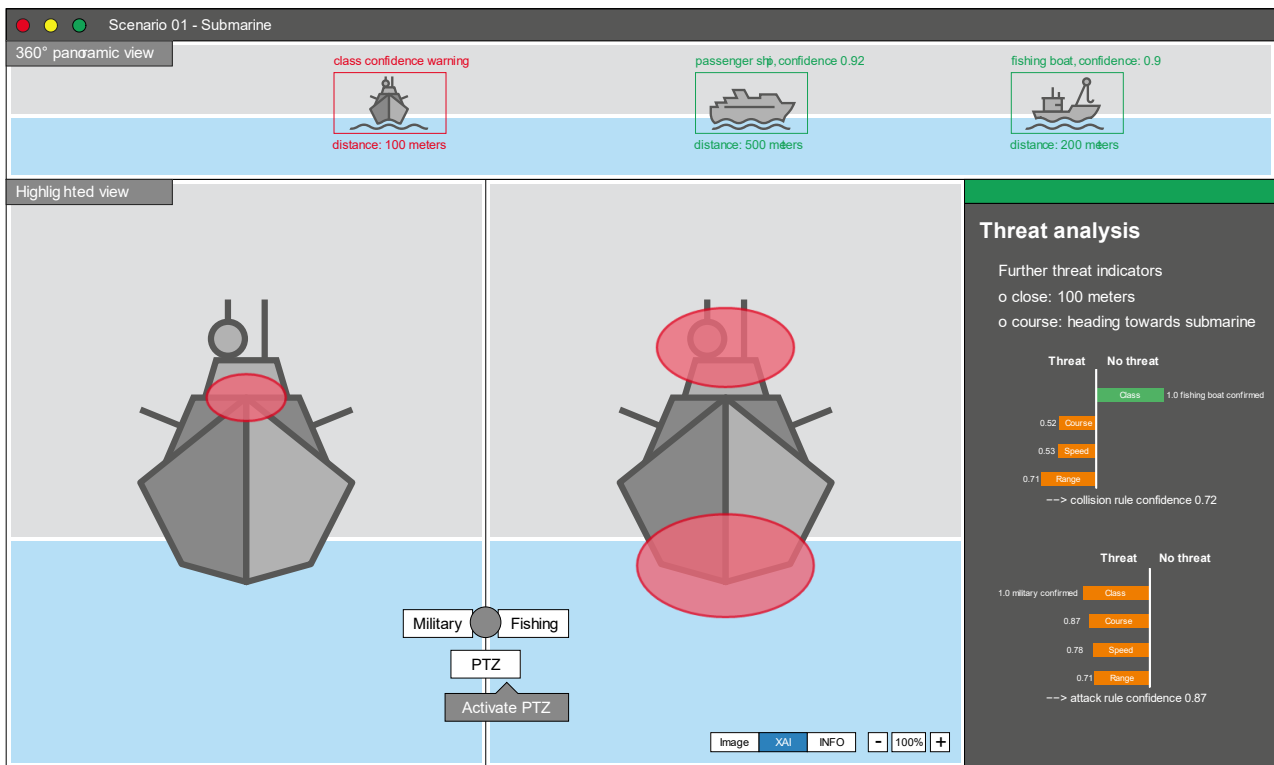 Scenario 01 - Submarine
360° panoramic view
class confidence warning
passenger ship, confidence 0.92
fishing boat, confidence: 0.9
distance: 100 meters
distance: 500 meters
distance: 200 meters
Highlighted view
Threat analysis
Further threat indicators
o close: 100 meters
o course: heading towards submarine
Threat No threat
Class 1.0 fishing boat confirmed
0.52 Course
0.53 Speed
0.71 Range
––> collision rule confidence 0.72
Threat No threat
1.0 military confirmed Class
0.87 Course
0.78 Speed
0.71 Range
––> attack rule confidence 0.87
Military Fishing
PTZ
Activate PTZ
Image XAI INFO - 100% +